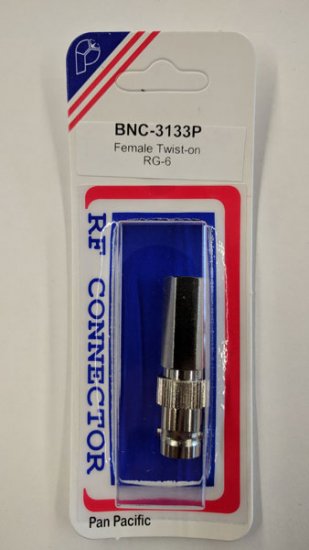 BNC-3133P
Female Twist-on
RG-6
RF CONNECTOR
Pan Pacific